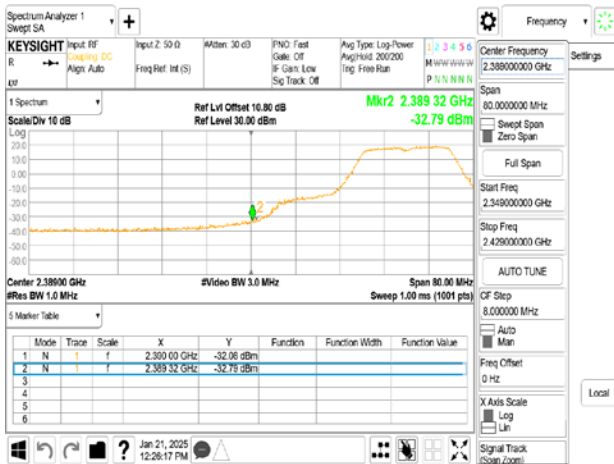 Spectrum Analyzer 1
Swept SA
Frequency
KEYSIGHT
R
Input: RF
Coupling: DC
Align: Auto
Input Z: 50 Ω
Freq Ref: Int (S)
#Atten: 30 dB
PNO: Fast
Gate: Off
IF Gain: Low
Sig Track: Off
Avg Type: Log-Power
Avg|Hold: 200/200
Trig: Free Run
1 2 3 4 5 6
M W W W W W
P N N N N N
Center Frequency
2.389000000 GHz
Settings
Span
80.0000000 MHz
Swept Span
Zero Span
Full Span
Start Freq
2.349000000 GHz
Stop Freq
2.429000000 GHz
AUTO TUNE
CF Step
8.000000 MHz
Auto
Man
Freq Offset
0 Hz
X Axis Scale
Log
Lin
Signal Track
(Span Zoom)
Local
1 Spectrum
Scale/Div 10 dB
Ref Lvl Offset 10.80 dB
Ref Level 30.00 dBm
Mkr2 2.389 32 GHz
-32.79 dBm
Log
20.0
10.0
0.00
-10.0
-20.0
-30.0
-40.0
-50.0
-60.0
2
Center 2.38900 GHz
#Res BW 1.0 MHz
#Video BW 3.0 MHz
Span 80.00 MHz
Sweep 1.00 ms (1001 pts)
5 Marker Table
Mode Trace Scale X Y Function Function Width Function Value
1 N 1 f 2.390 00 GHz -32.06 dBm
2 N 1 f 2.389 32 GHz -32.79 dBm
3
4
5
6
?
Jan 21, 2025
12:26:17 PM